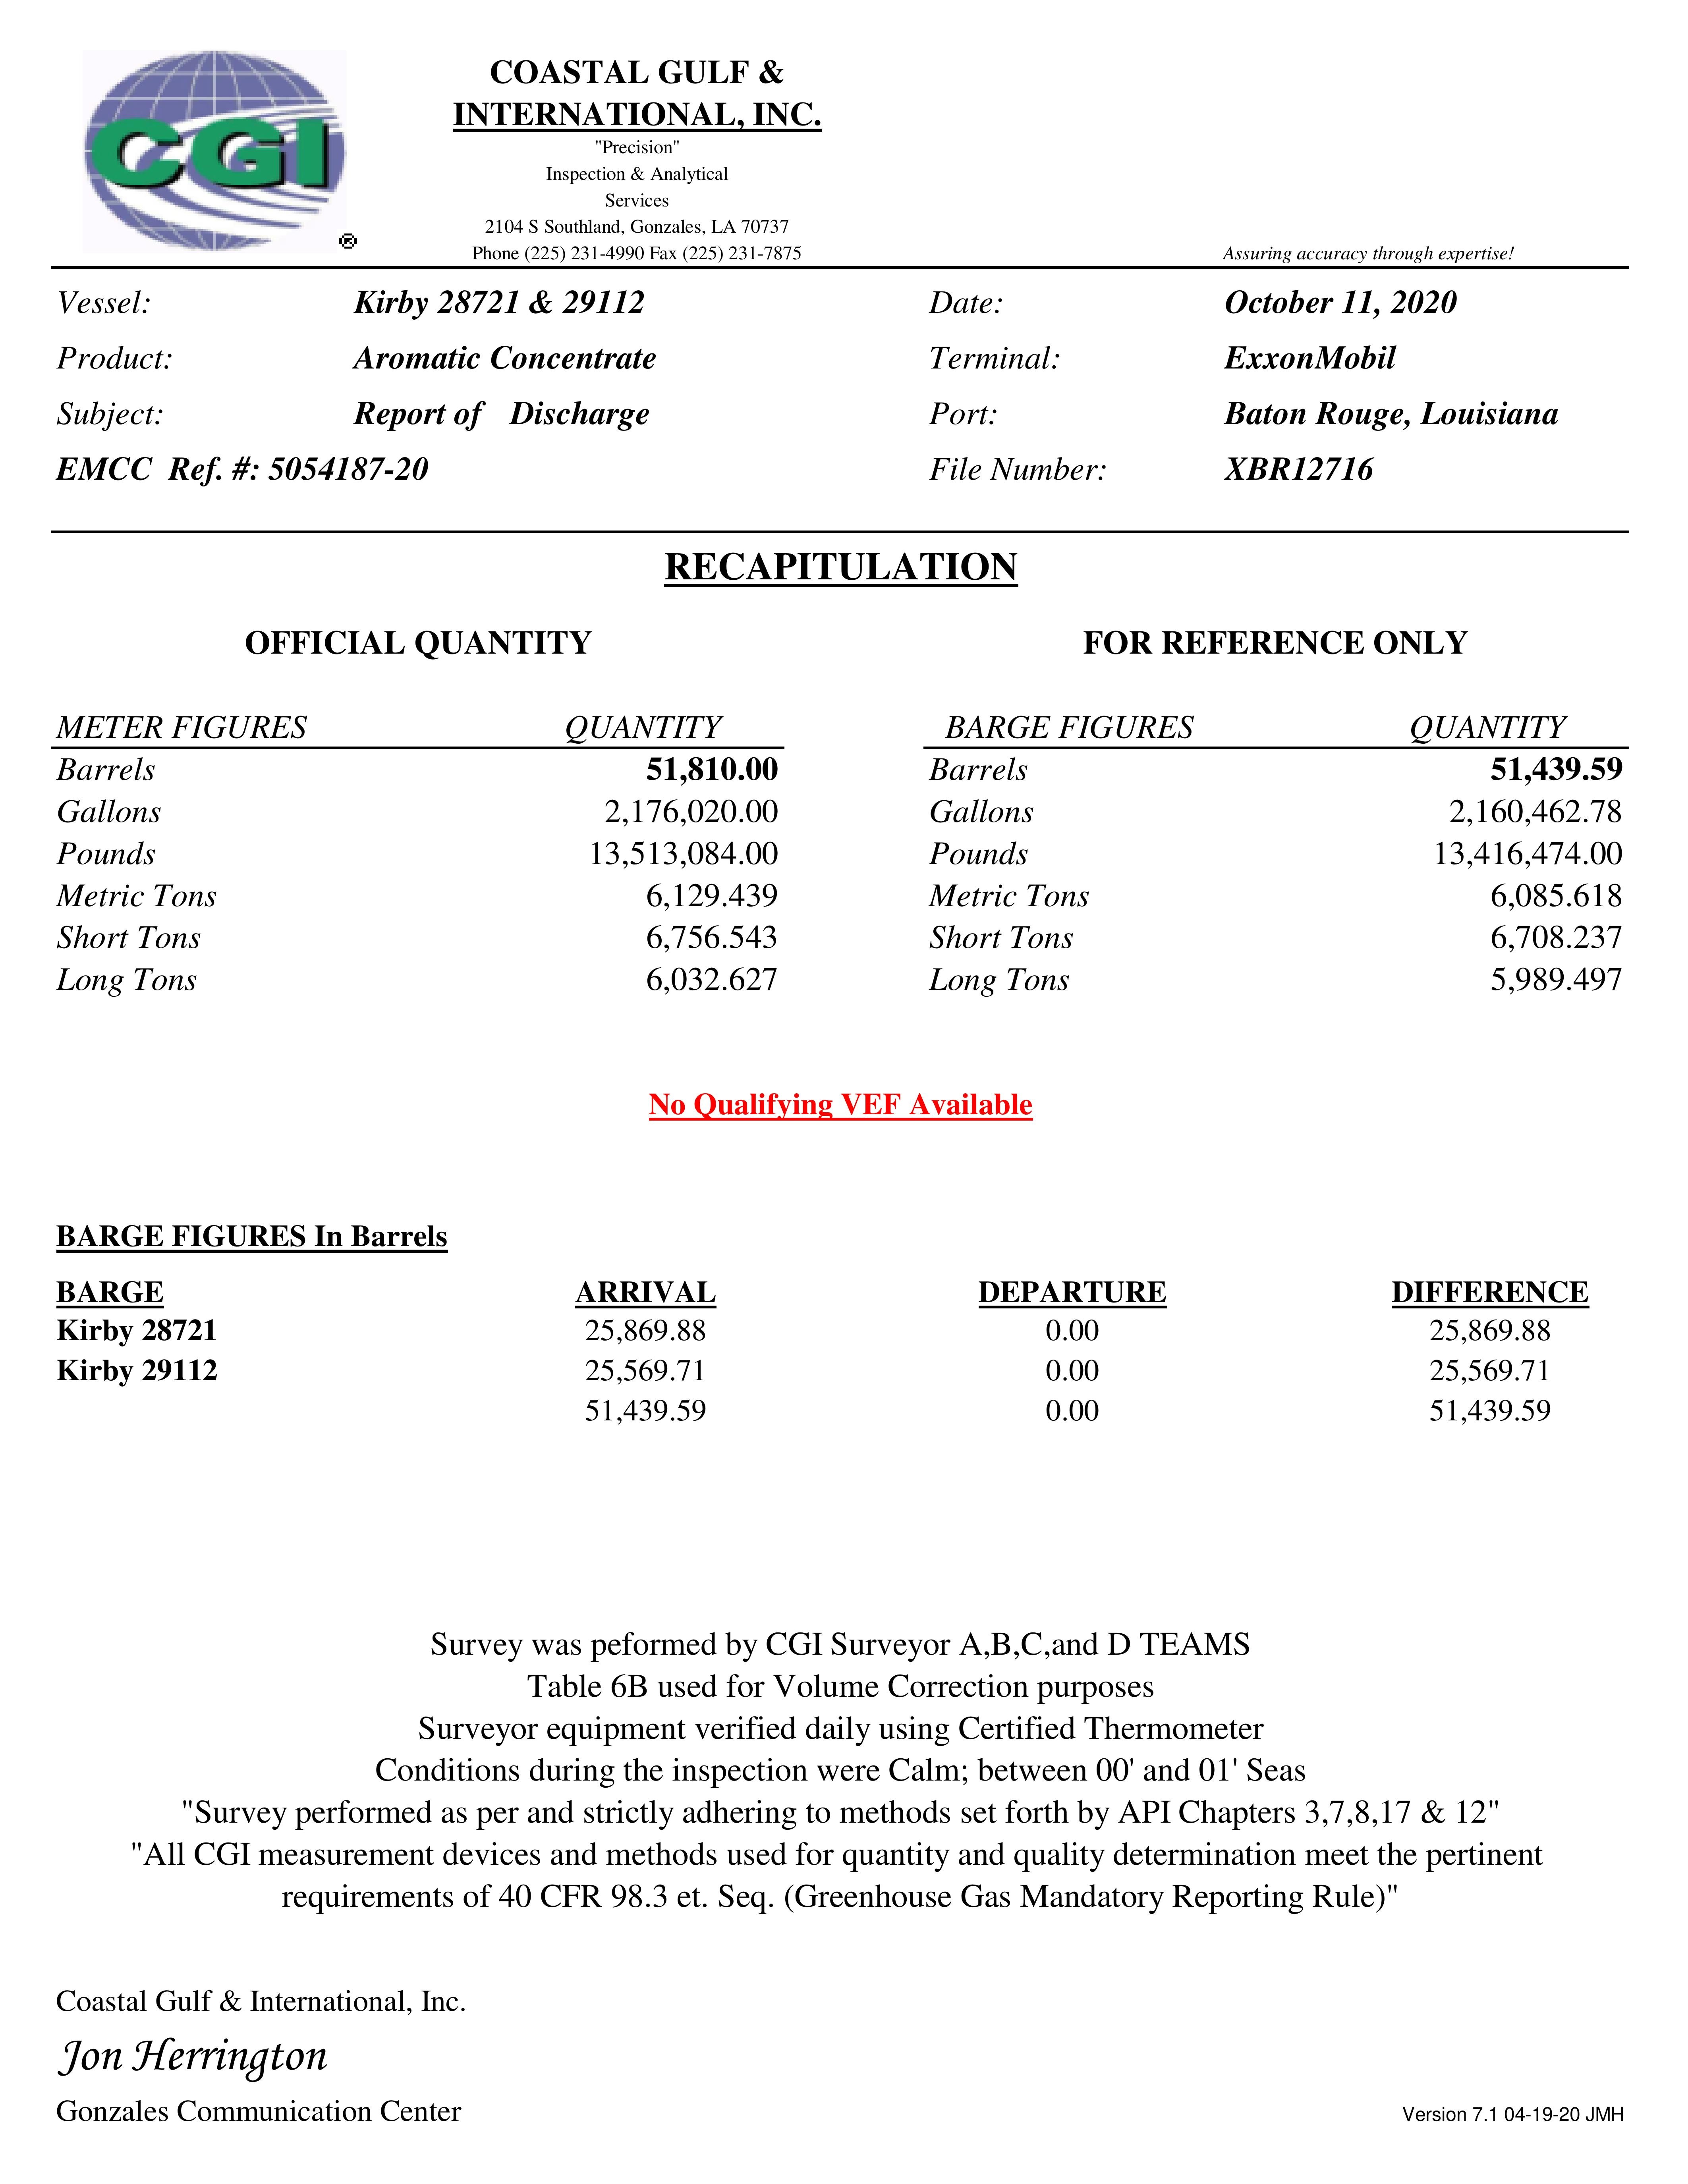 CGI
®
COASTAL GULF &
INTERNATIONAL, INC.
"Precision"
Inspection & Analytical
Services
2104 S Southland, Gonzales, LA 70737
Phone (225) 231-4990 Fax (225) 231-7875
Assuring accuracy through expertise!
Vessel: Kirby 28721 & 29112 Date: October 11, 2020
Product: Aromatic Concentrate Terminal: ExxonMobil
Subject: Report of Discharge Port: Baton Rouge, Louisiana
EMCC Ref. #: 5054187-20 File Number: XBR12716
RECAPITULATION
OFFICIAL QUANTITY FOR REFERENCE ONLY
METER FIGURES QUANTITY BARGE FIGURES QUANTITY
Barrels 51,810.00 Barrels 51,439.59
Gallons 2,176,020.00 Gallons 2,160,462.78
Pounds 13,513,084.00 Pounds 13,416,474.00
Metric Tons 6,129.439 Metric Tons 6,085.618
Short Tons 6,756.543 Short Tons 6,708.237
Long Tons 6,032.627 Long Tons 5,989.497
No Qualifying VEF Available
BARGE FIGURES In Barrels
BARGE ARRIVAL DEPARTURE DIFFERENCE
Kirby 28721 25,869.88 0.00 25,869.88
Kirby 29112 25,569.71 0.00 25,569.71
51,439.59 0.00 51,439.59
Survey was peformed by CGI Surveyor A,B,C,and D TEAMS
Table 6B used for Volume Correction purposes
Surveyor equipment verified daily using Certified Thermometer
Conditions during the inspection were Calm; between 00' and 01' Seas
"Survey performed as per and strictly adhering to methods set forth by API Chapters 3,7,8,17 & 12"
"All CGI measurement devices and methods used for quantity and quality determination meet the pertinent
requirements of 40 CFR 98.3 et. Seq. (Greenhouse Gas Mandatory Reporting Rule)"
Coastal Gulf & International, Inc.
Jon Herrington
Gonzales Communication Center
Version 7.1 04-19-20 JMH